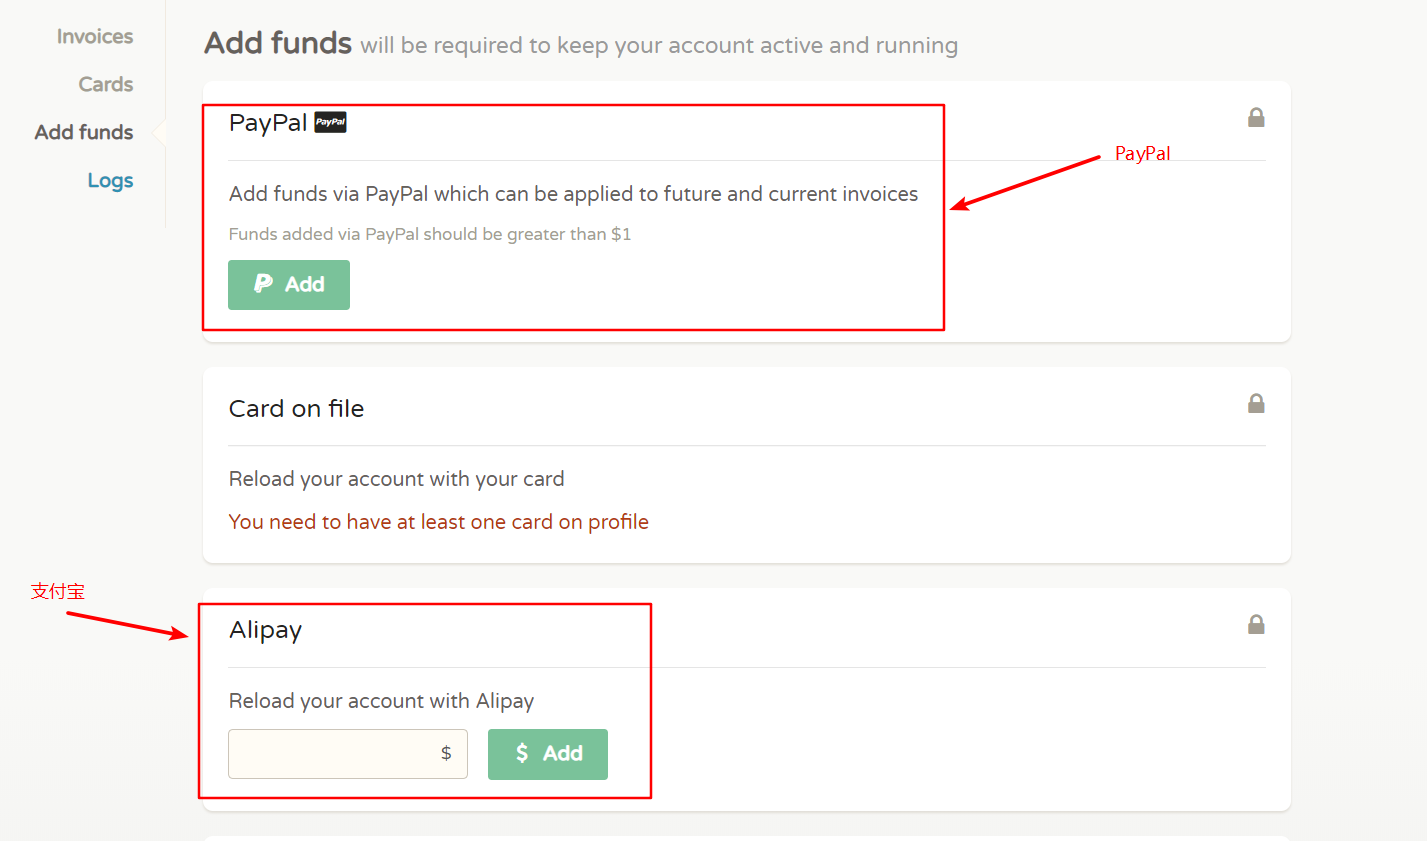 Invoices
Cards
Add funds
Logs
Add funds will be required to keep your account active and running
PayPal PayPal
PayPal
Add funds via PayPal which can be applied to future and current invoices
Funds added via PayPal should be greater than $1
Add
Card on file
Reload your account with your card
You need to have at least one card on profile
支付宝
Alipay
Reload your account with Alipay
$
$ Add